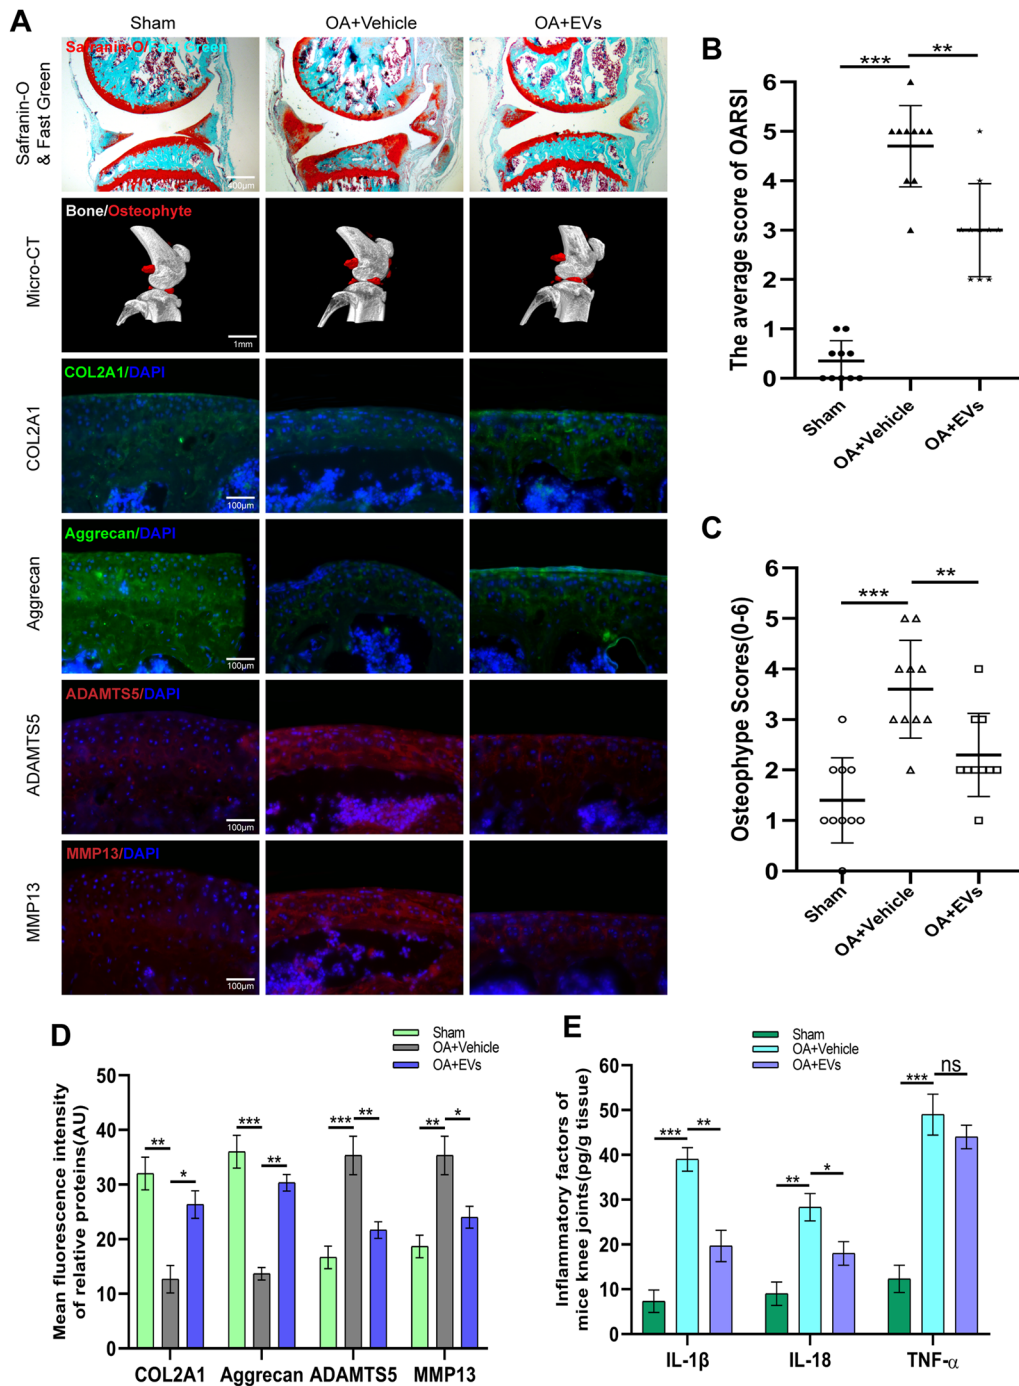 A
Sham
OA+Vehicle
OA+EVs
Safranin-O
& Fast Green
Safranin-O/Fast Green
400μm
Micro-CT
Bone/Osteophyte
1mm
COL2A1
COL2A1/DAPI
100μm
Aggrecan
Aggrecan/DAPI
100μm
ADAMTS5
ADAMTS5/DAPI
100μm
MMP13
MMP13/DAPI
100μm
B
The average score of OARSI
6
5
4
3
2
1
0
***
**
Sham
OA+Vehicle
OA+EVs
C
Osteophype Scores(0-6)
6
5
4
3
2
1
0
***
**
Sham
OA+Vehicle
OA+EVs
D
Sham
OA+Vehicle
OA+EVs
Mean fluorescence intensity
of relative proteins(AU)
50
40
30
20
10
0
**
*
***
**
***
**
**
*
COL2A1
Aggrecan
ADAMTS5
MMP13
E
Sham
OA+Vehicle
OA+EVs
Inflammatory factors of
mice knee joints(pg/g tissue)
60
50
40
30
20
10
0
***
**
**
*
***
ns
IL-1β
IL-18
TNF-α